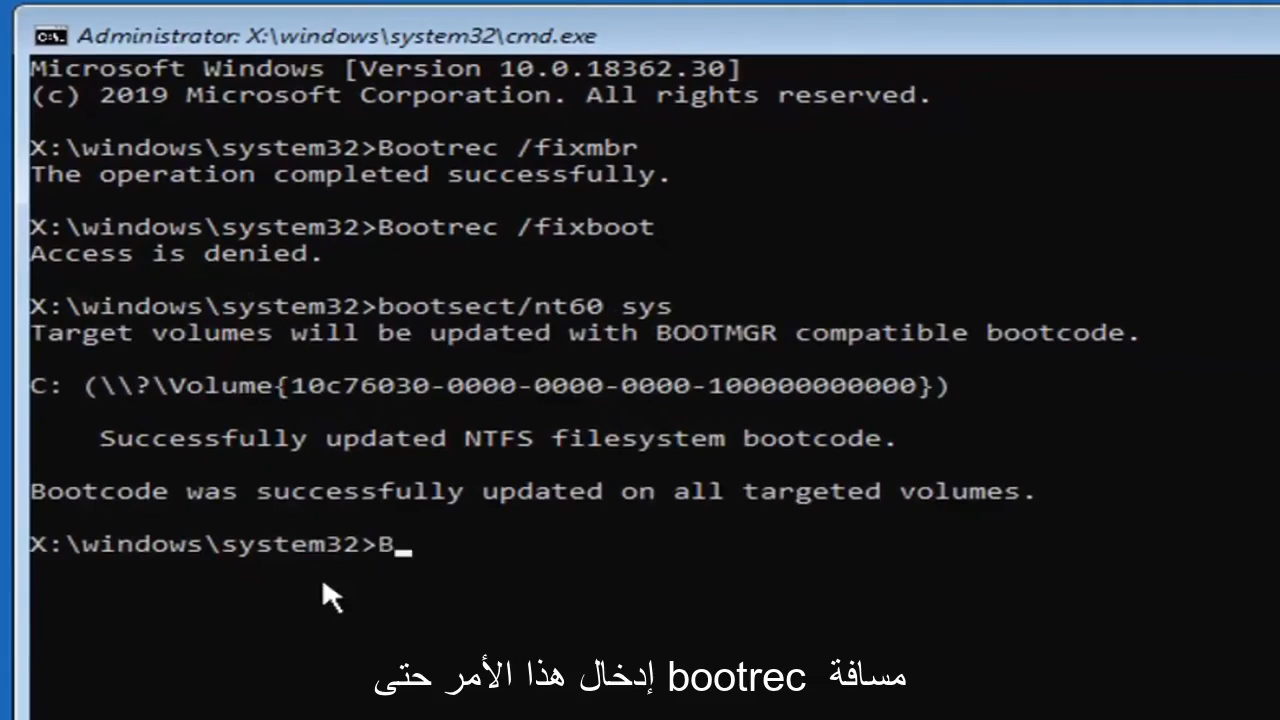 Administrator: X:\windows\system32\cmd.exe
Microsoft Windows [Version 10.0.18362.30]
(c) 2019 Microsoft Corporation. All rights reserved.
X:\windows\system32>Bootrec /fixmbr
The operation completed successfully.
X:\windows\system32>Bootrec /fixboot
Access is denied.
X:\windows\system32>bootsect/nt60 sys
Target volumes will be updated with BOOTMGR compatible bootcode.
C: (\\?\Volume{10c76030-0000-0000-0000-100000000000})
Successfully updated NTFS filesystem bootcode.
Bootcode was successfully updated on all targeted volumes.
X:\windows\system32>B_
إدخال هذا الأمر حتى bootrec مسافة